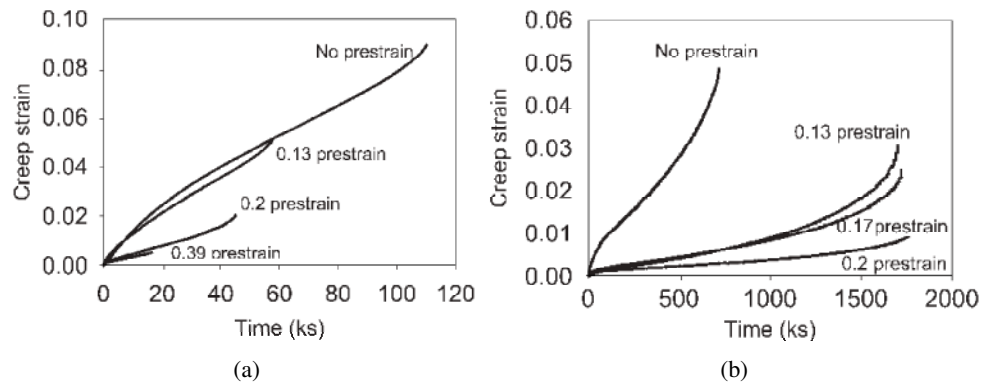 0.10
0.08
0.06
0.04
0.02
0.00
Creep strain
No prestrain
0.13 prestrain
0.2 prestrain
0.39 prestrain
0 20 40 60 80 100 120
Time (ks)
(a)
0.06
0.05
0.04
0.03
0.02
0.01
0.00
Creep strain
No prestrain
0.13 prestrain
0.17prestrain
0.2 prestrain
0 500 1000 1500 2000
Time (ks)
(b)